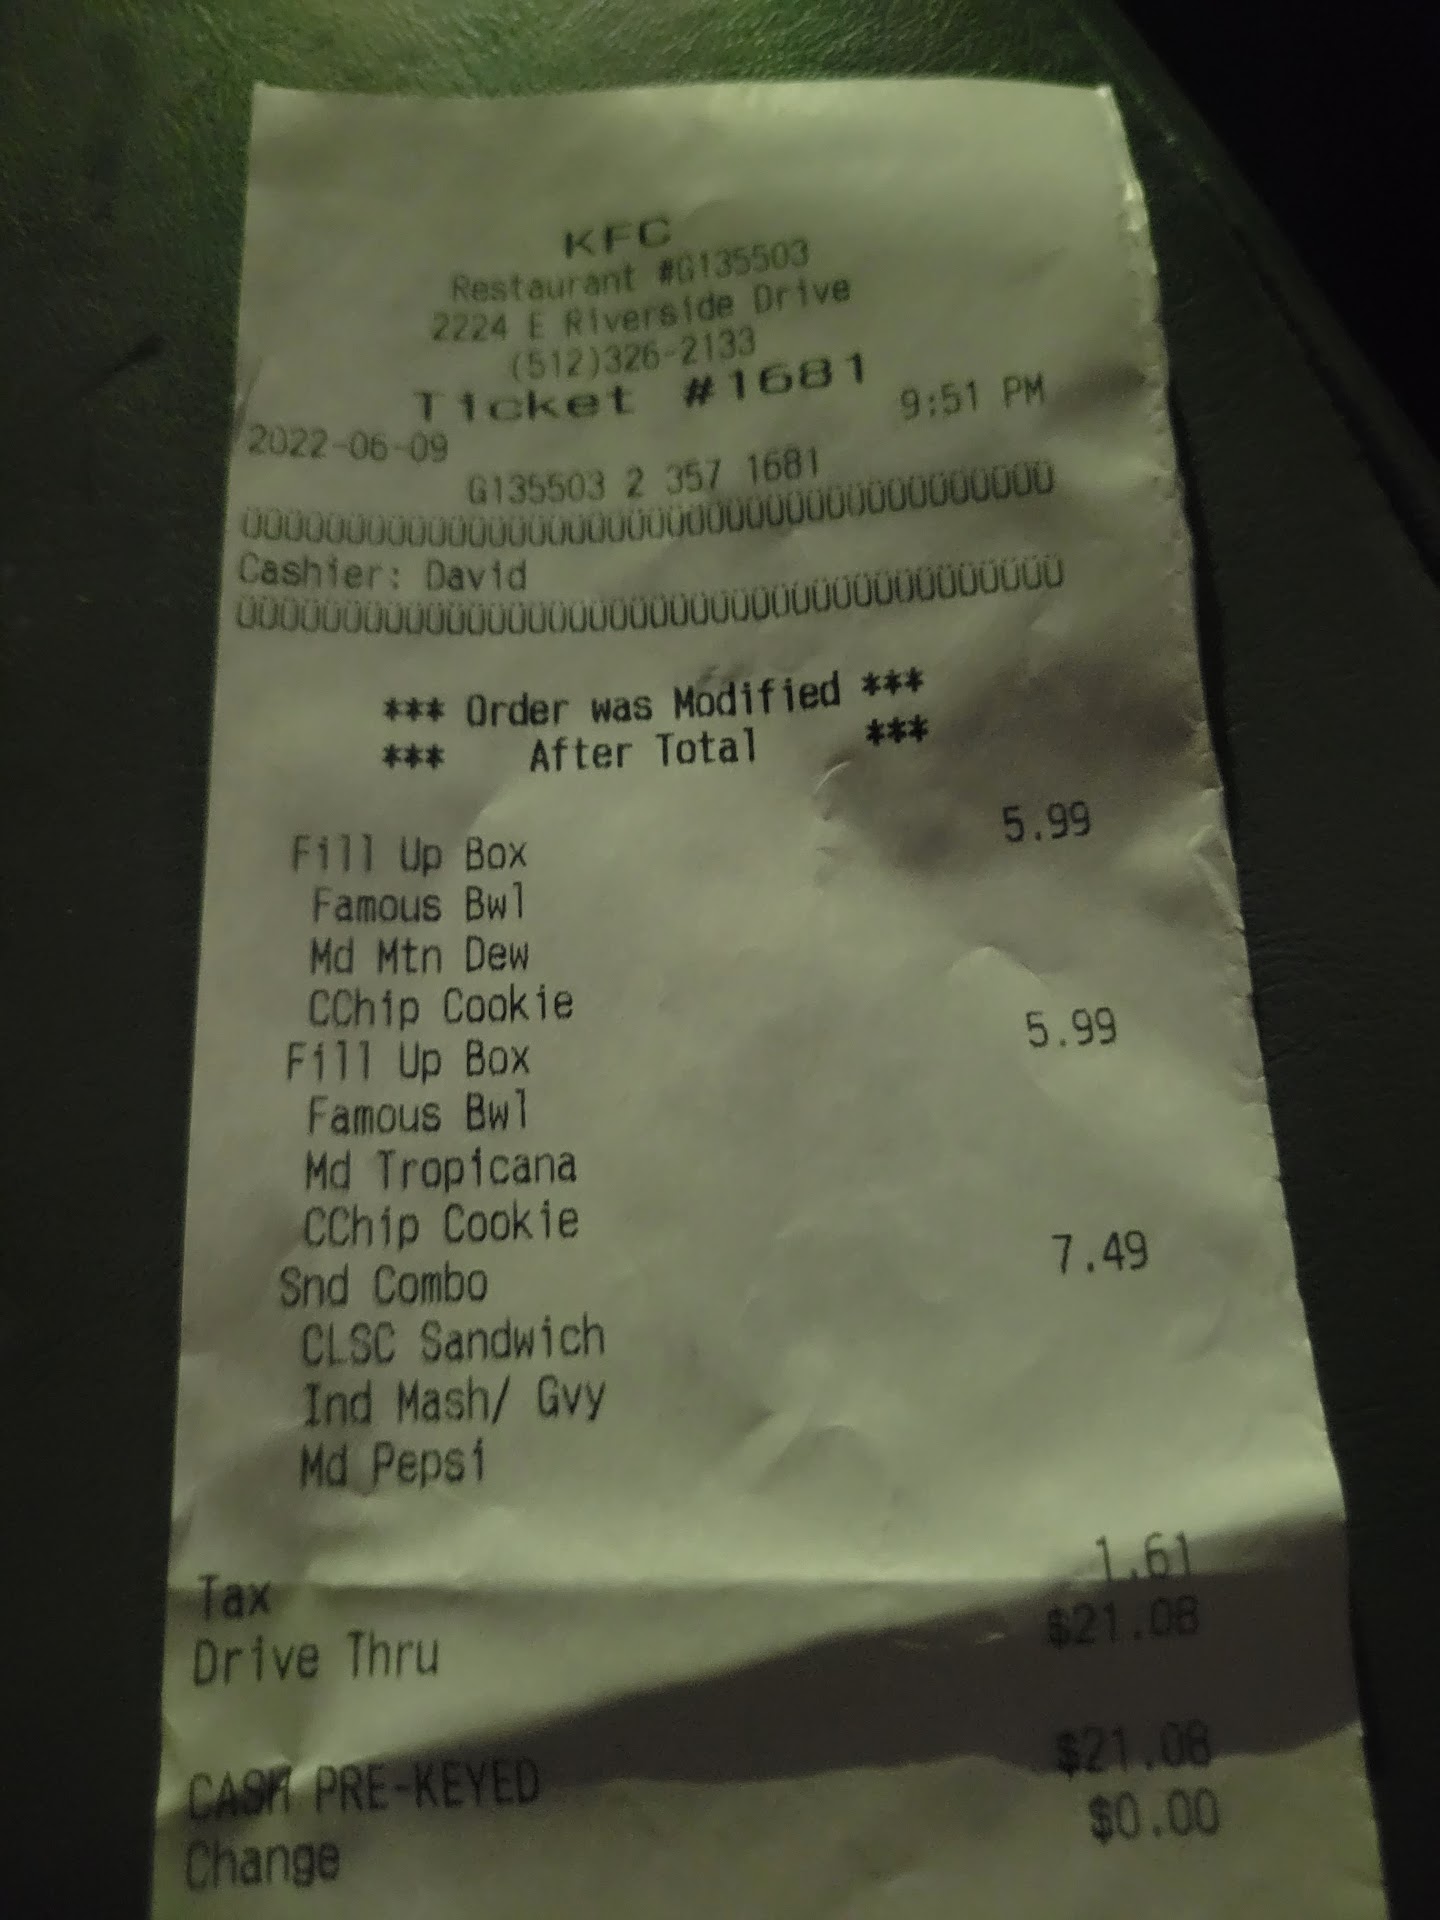 KFC
Restaurant #G135503
2224 E Riverside Drive
(512)326-2133
Ticket #1681
2022-06-09 9:51 PM
G135503 2 357 1681
ÜÜÜÜÜÜÜÜÜÜÜÜÜÜÜÜÜÜÜÜÜÜÜÜÜÜÜÜÜÜÜÜÜÜÜÜÜÜÜ
Cashier: David
ÜÜÜÜÜÜÜÜÜÜÜÜÜÜÜÜÜÜÜÜÜÜÜÜÜÜÜÜÜÜÜÜÜÜÜÜÜÜÜ
*** Order was Modified ***
*** After Total ***
Fill Up Box 5.99
Famous Bwl
Md Mtn Dew
CChip Cookie
Fill Up Box 5.99
Famous Bwl
Md Tropicana
CChip Cookie
Snd Combo 7.49
CLSC Sandwich
Ind Mash/ Gvy
Md Pepsi
Tax 1.61
Drive Thru $21.08
CASH PRE-KEYED $21.08
Change $0.00